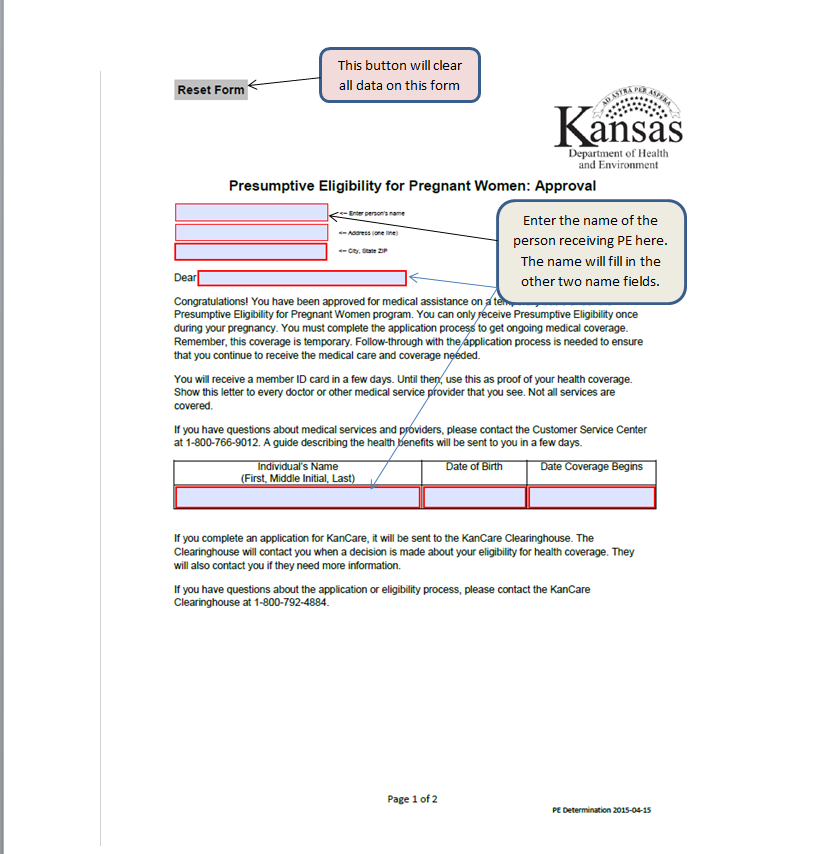 This button will clear
all data on this form
Reset Form
AD ASTRA PER ASPERA
Kansas
Department of Health
and Environment
Presumptive Eligibility for Pregnant Women: Approval
<-- Enter person's name
<-- Address (one line)
<-- City, State ZIP
Enter the name of the
person receiving PE here.
The name will fill in the
other two name fields.
Dear
Congratulations! You have been approved for medical assistance on a
Presumptive Eligibility for Pregnant Women program. You can only receive Presumptive Eligibility once
during your pregnancy. You must complete the application process to get ongoing medical coverage.
Remember, this coverage is temporary. Follow-through with the application process is needed to ensure
that you continue to receive the medical care and coverage needed.
You will receive a member ID card in a few days. Until then, use this as proof of your health coverage.
Show this letter to every doctor or other medical service provider that you see. Not all services are
covered.
If you have questions about medical services and providers, please contact the Customer Service Center
at 1-800-766-9012. A guide describing the health benefits will be sent to you in a few days.
Individual's Name
(First, Middle Initial, Last)
Date of Birth
Date Coverage Begins
If you complete an application for KanCare, it will be sent to the KanCare Clearinghouse. The
Clearinghouse will contact you when a decision is made about your eligibility for health coverage. They
will also contact you if they need more information.
If you have questions about the application or eligibility process, please contact the KanCare
Clearinghouse at 1-800-792-4884.
Page 1 of 2
PE Determination 2015-04-15